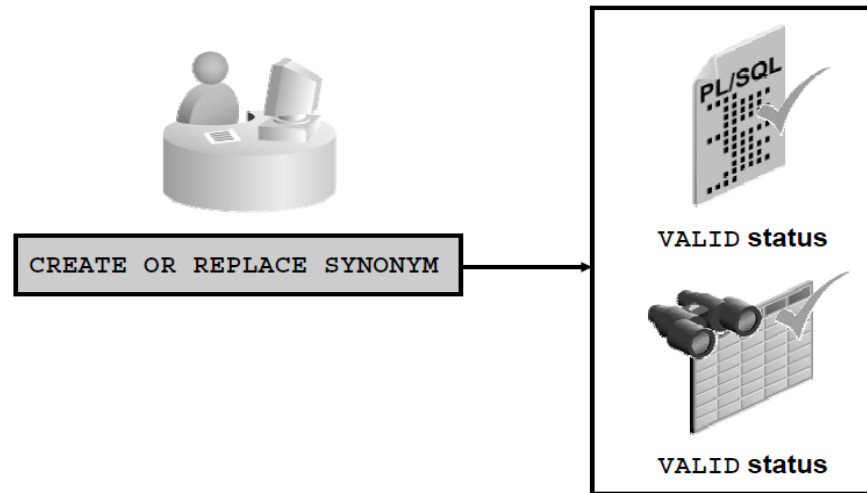 PL/SQL
VALID status
CREATE OR REPLACE SYNONYM
VALID status